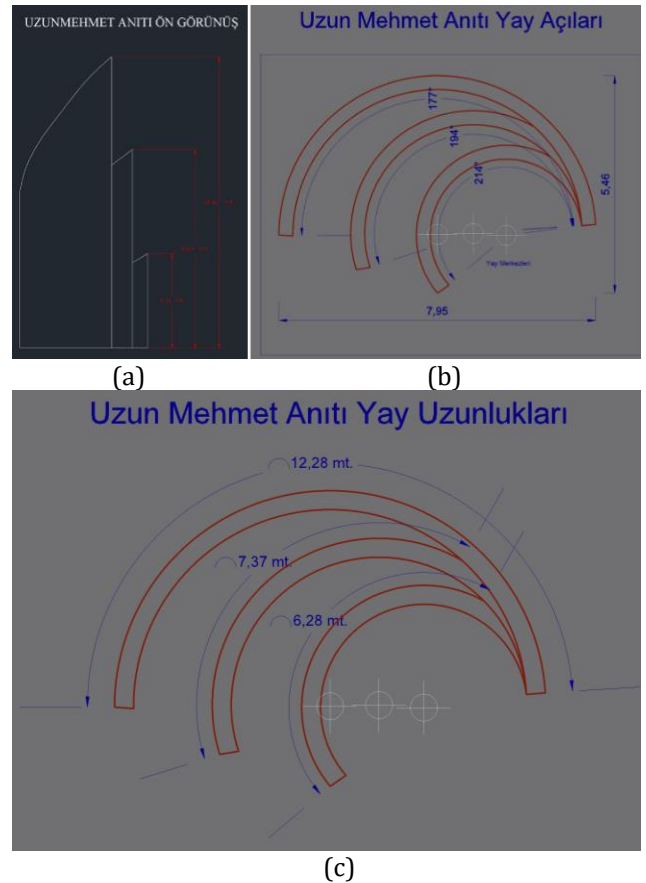 UZUNMEHMET ANITI ÖN GÖRÜNÜŞ
Uzun Mehmet Anıtı Yay Açıları
177°
194°
214°
5,46
Yay Merkezleri
7,95
(a)
(b)
Uzun Mehmet Anıtı Yay Uzunlukları
12,28 mt.
7,37 mt.
6,28 mt.
(c)